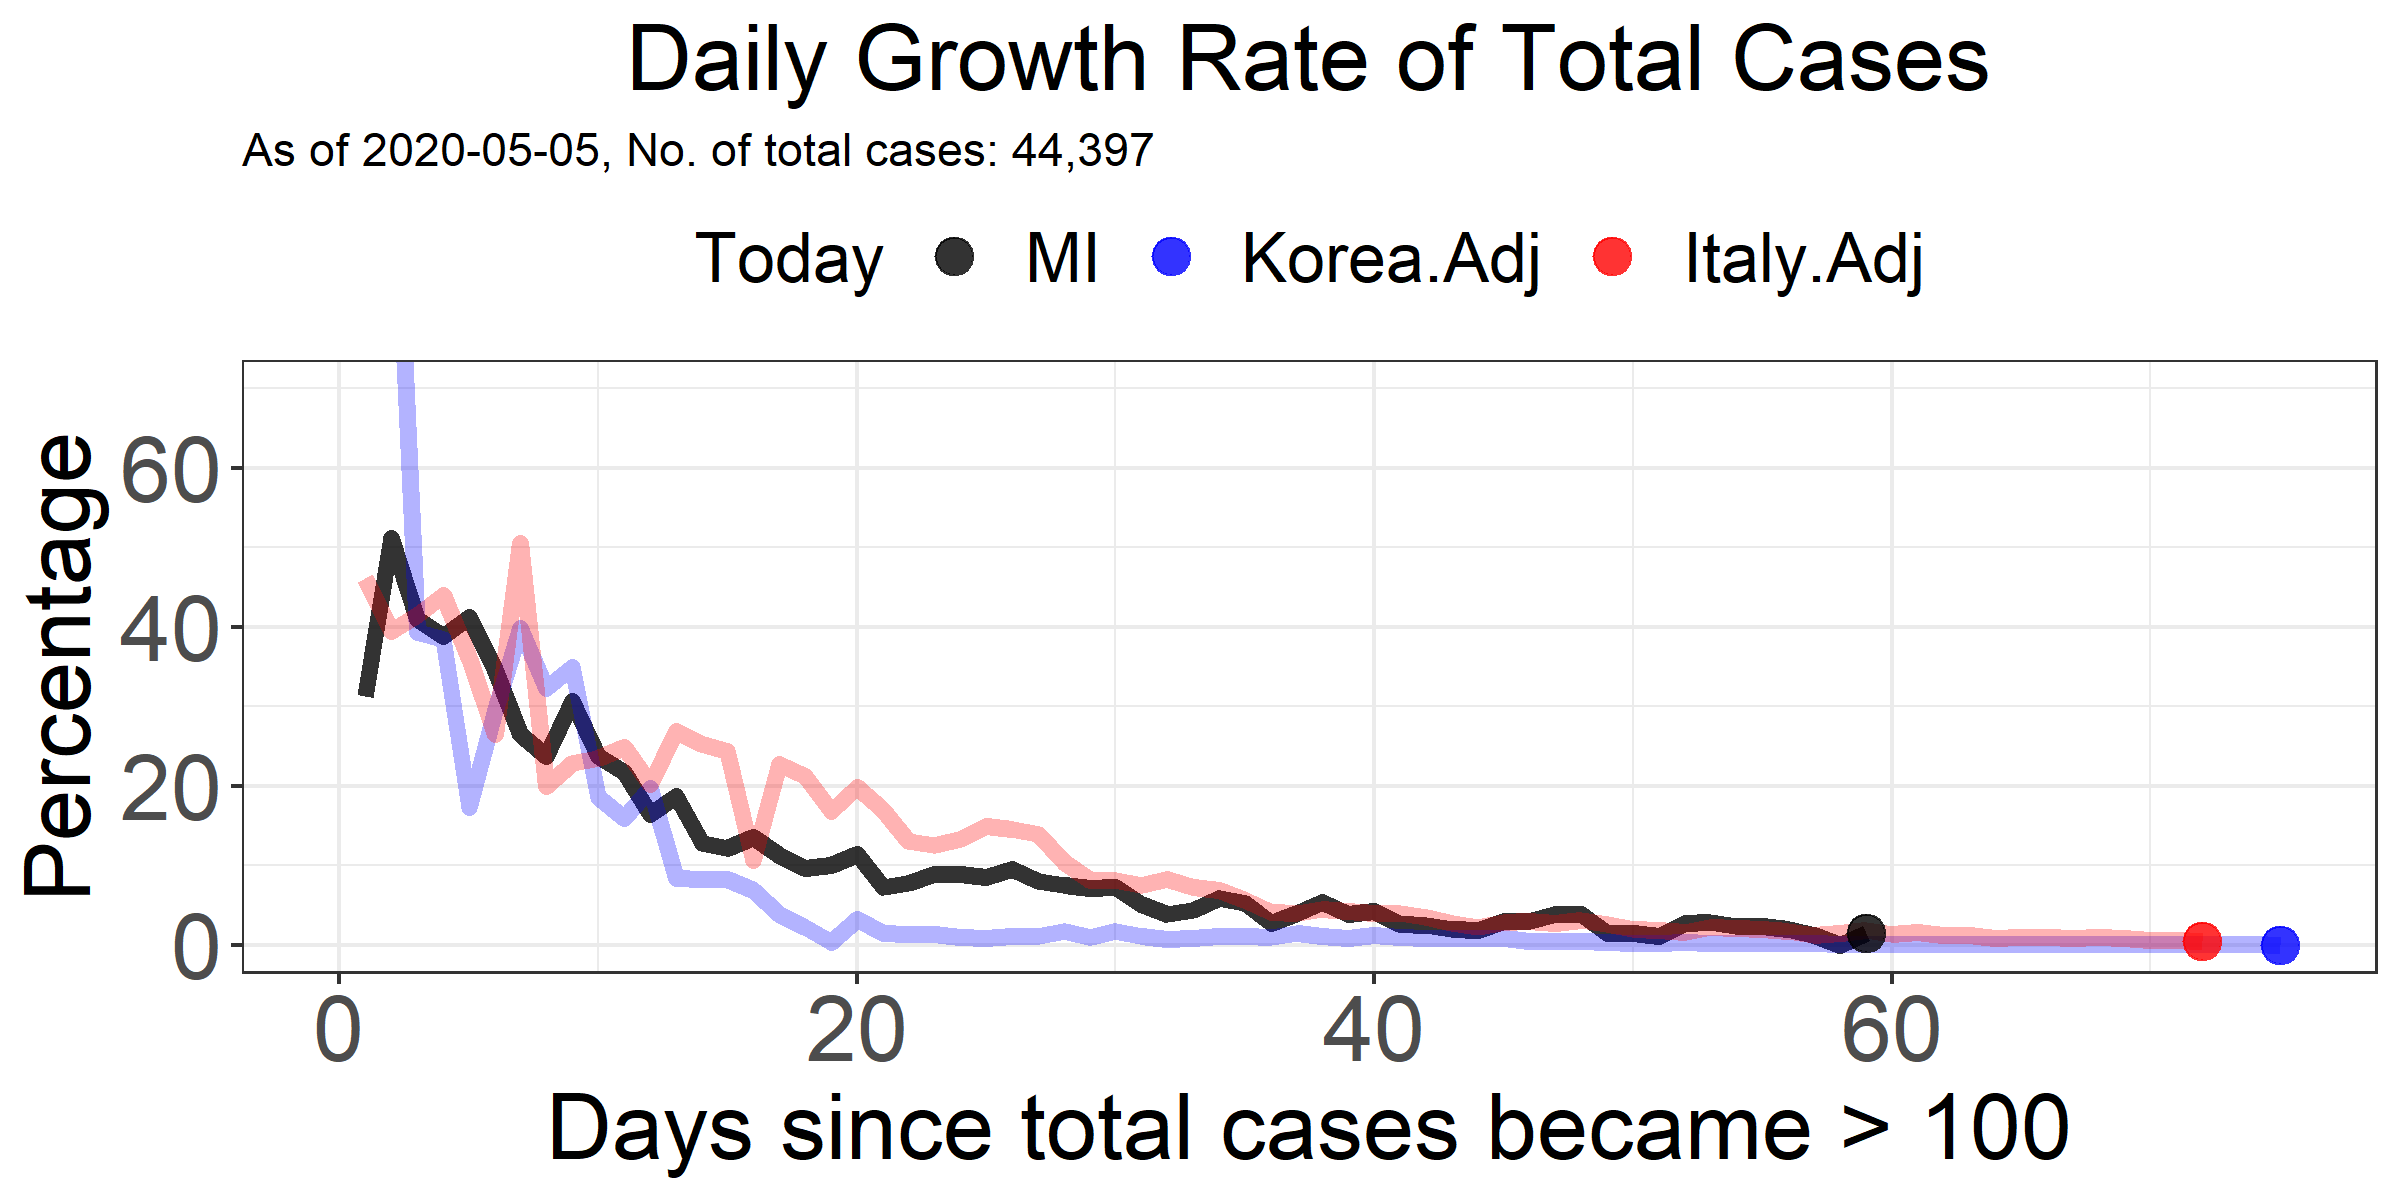 Daily Growth Rate of Total Cases
As of 2020-05-05, No. of total cases: 44,397
Today MI Korea.Adj Italy.Adj
Percentage
60
40
20
0
0 20 40 60
Days since total cases became > 100